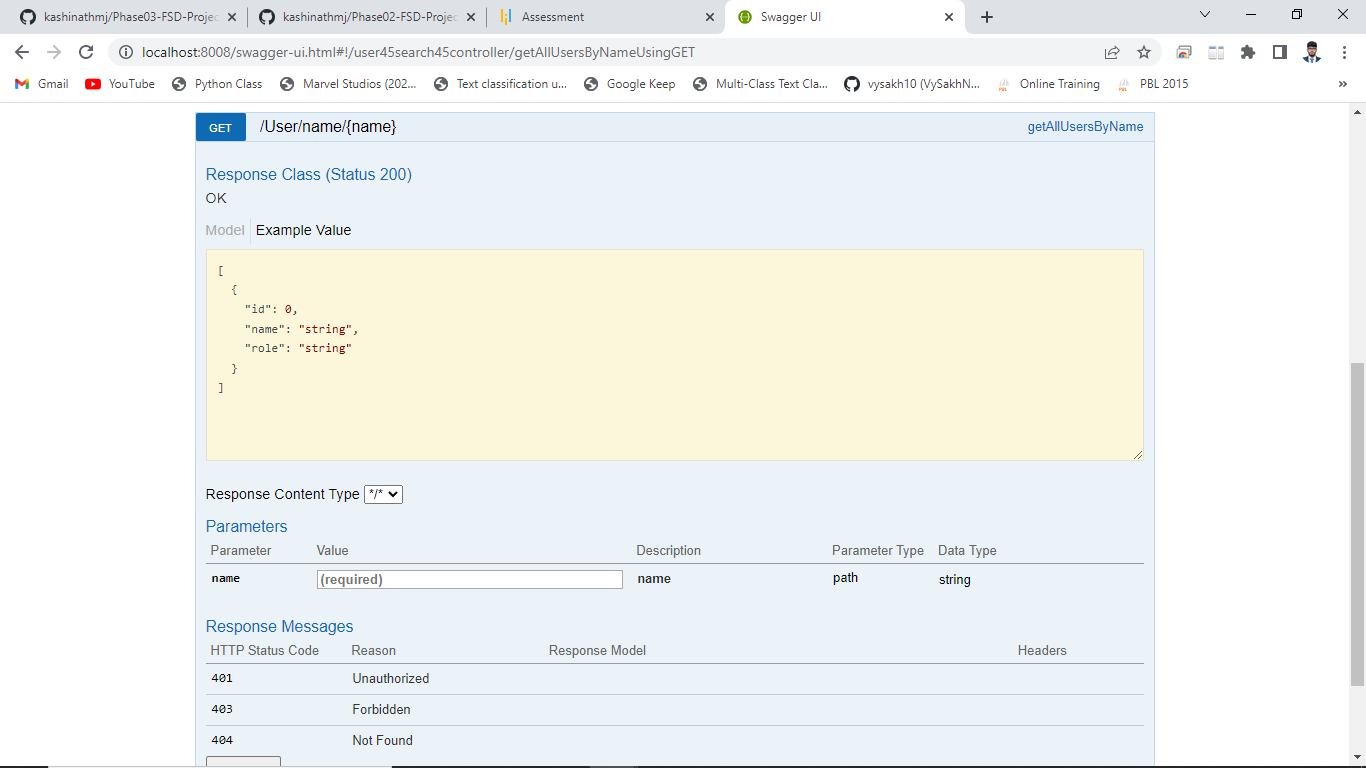 kashinathmj/Phase03-FSD-Projec
kashinathmj/Phase02-FSD-Projec
Assessment
Swagger UI
localhost:8008/swagger-ui.html#!/user45search45controller/getAllUsersByNameUsingGET
Gmail
YouTube
Python Class
Marvel Studios (202...
Text classification u...
Google Keep
Multi-Class Text Cla...
vysakh10 (VySakhN...
Online Training
PBL 2015
»
GET /User/name/{name} getAllUsersByName
Response Class (Status 200)
OK
Model Example Value
[
{
"id": 0,
"name": "string",
"role": "string"
}
]
Response Content Type */*
Parameters
Parameter Value Description Parameter Type Data Type
name (required) name path string
Response Messages
HTTP Status Code Reason Response Model Headers
401 Unauthorized
403 Forbidden
404 Not Found